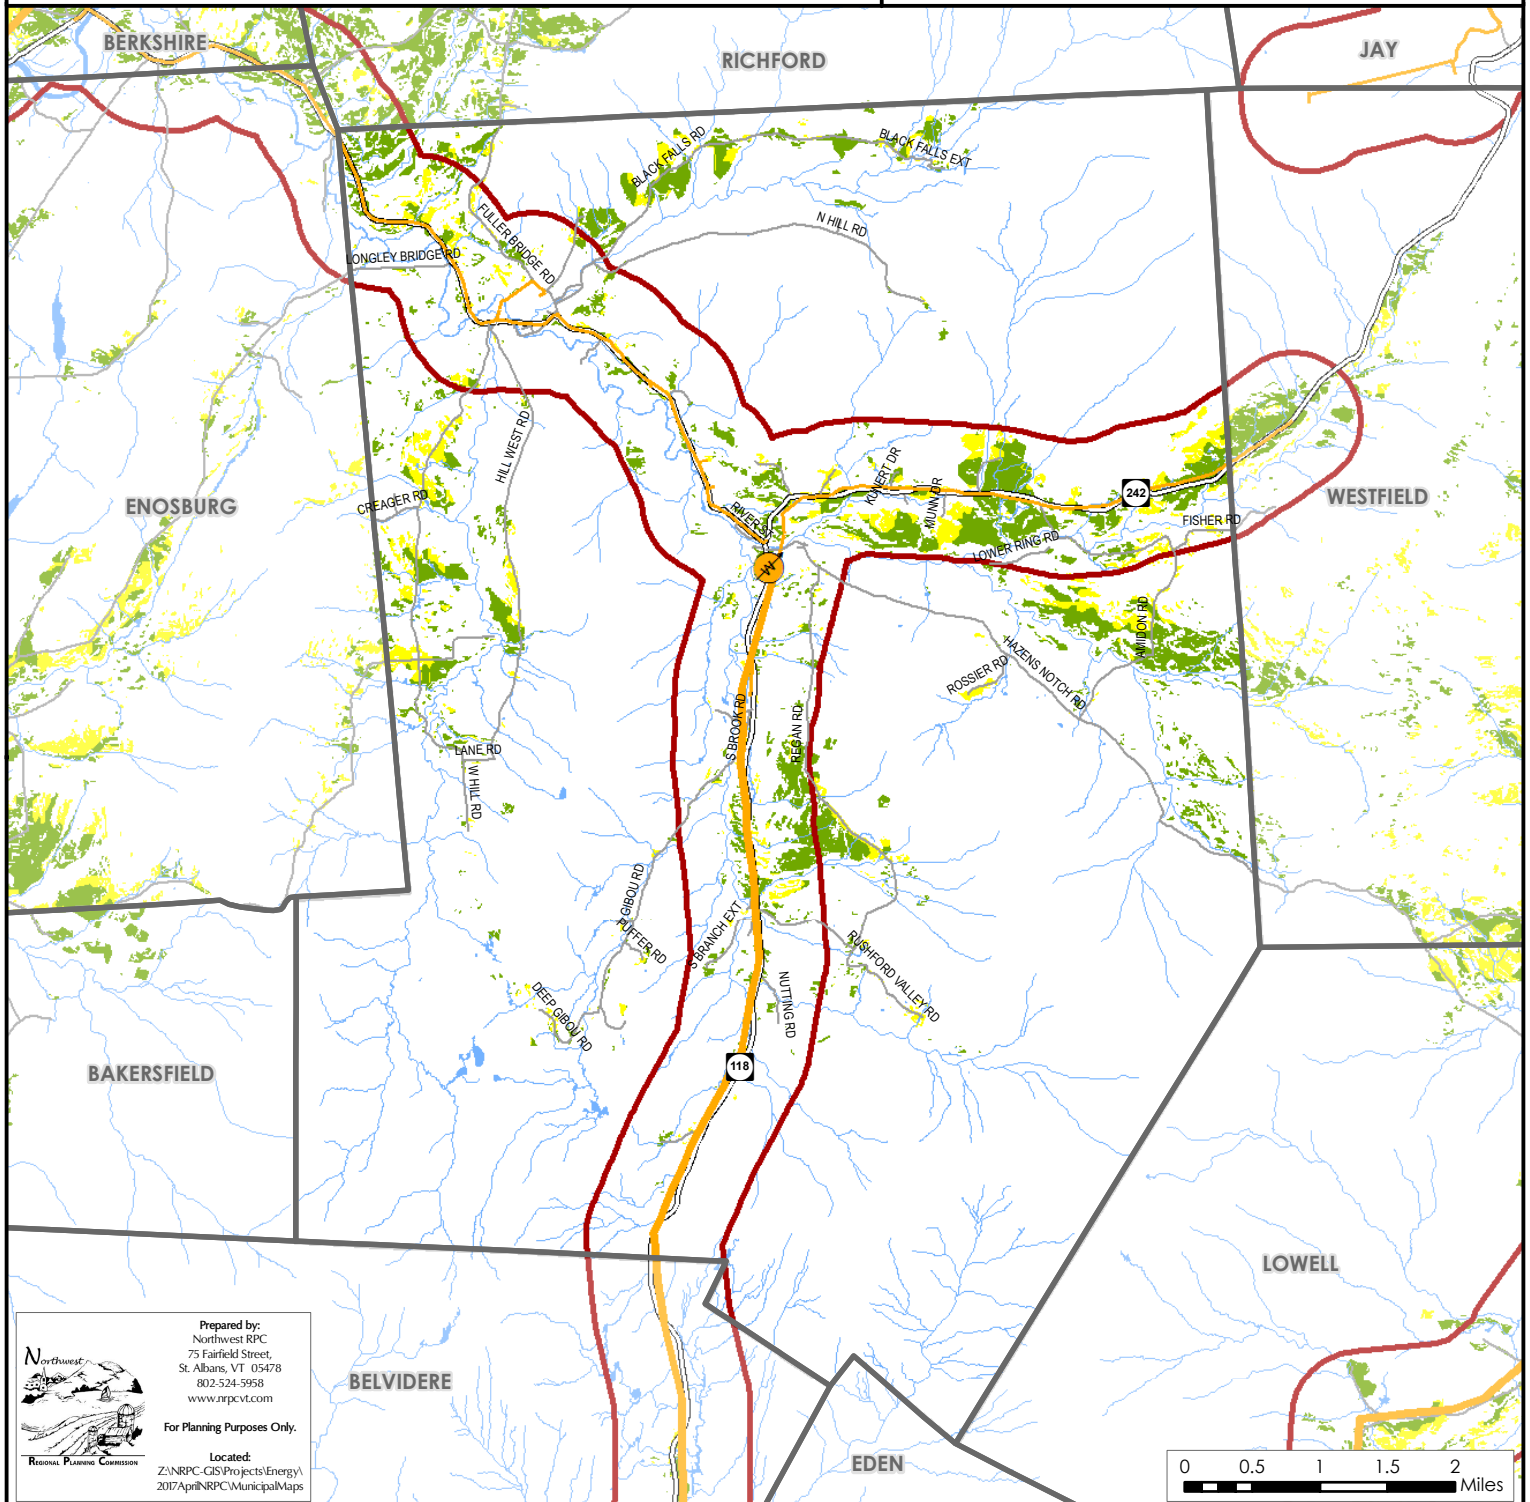 BERKSHIRE
RICHFORD
JAY
BLACK FALLS RD
BLACK FALLS EXT
FULLER BRIDGE RD
N HILL RD
LONGLEY BRIDGE RD
HILL WEST RD
KUNERT DR
MUNN DR
242
ENOSBURG
CREAGER RD
WESTFIELD
RIVER ST
FISHER RD
LOWER RING RD
W
AMIDON RD
HAZENS NOTCH RD
ROSSIER RD
S BROOK RD
REGAN RD
LANE RD
W HILL RD
GIBOU RD
PUFFER RD
S BRANCH EXT
RUSHFORD VALLEY RD
NUTTING RD
DEEP GIBOU RD
118
BAKERSFIELD
LOWELL
BELVIDERE
EDEN
Northwest
REGIONAL PLANNING COMMISSION
Prepared by:
Northwest RPC
75 Fairfield Street,
St. Albans, VT 05478
802-524-5958
www.nrpcvt.com
For Planning Purposes Only.
Located:
Z:\NRPC-GIS\Projects\Energy\
2017AprilNRPC\MunicipalMaps
0 0.5 1 1.5 2
Miles